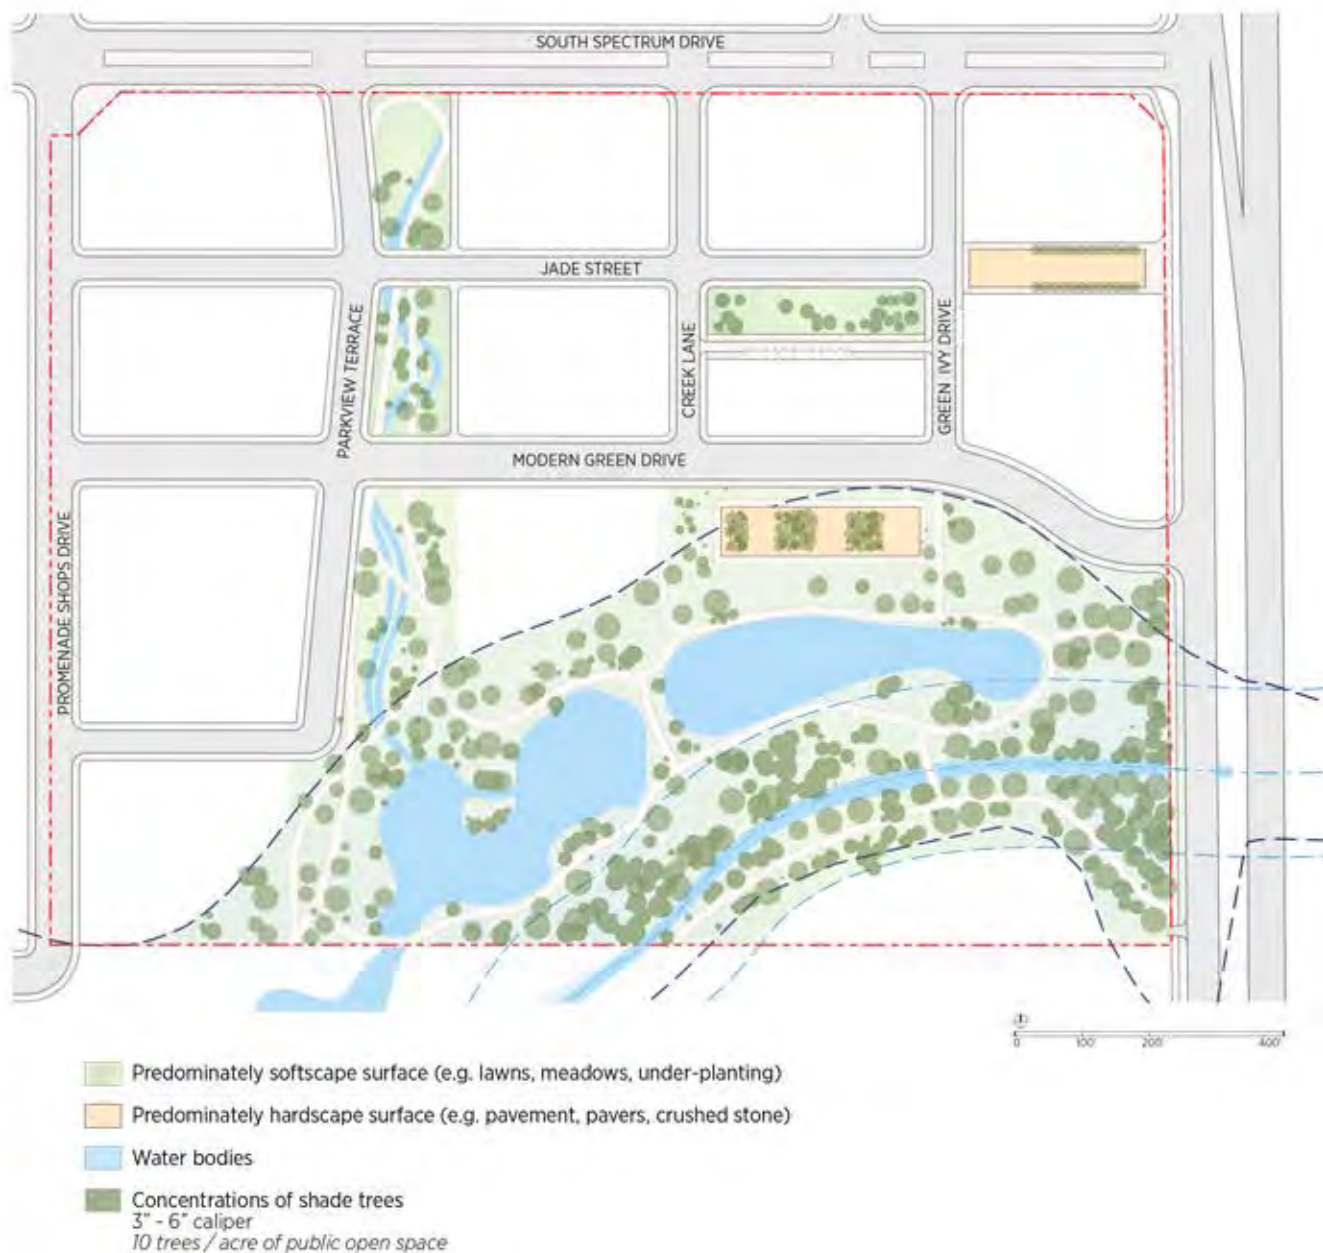 SOUTH SPECTRUM DRIVE
JADE STREET
PARKVIEW TERRACE
CREEK LANE
GREEN IVY DRIVE
MODERN GREEN DRIVE
PROMENADE SHOPS DRIVE
0 100' 200' 400'
Predominately softscape surface (e.g. lawns, meadows, under-planting)
Predominately hardscape surface (e.g. pavement, pavers, crushed stone)
Water bodies
Concentrations of shade trees
3" - 6" caliper
10 trees / acre of public open space